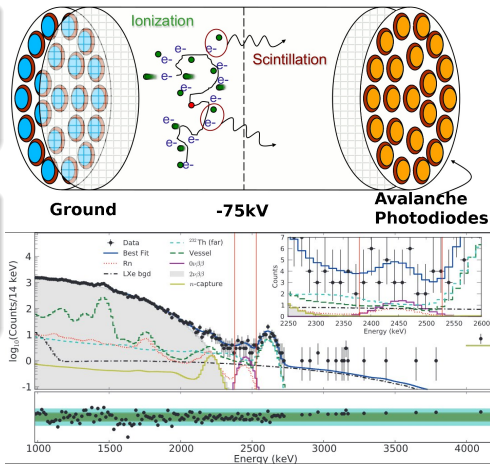 Ionization
e-
e-
e-
e-
e-
e-
e-
e-
e-
Scintillation
Ground
-75kV
Avalanche
Photodiodes
log₁₀(Counts/14 keV)
4
3
2
1
0
-1
Data
Best Fit
Rn
LXe bgd
n-capture
²³²Th (far)
Vessel
0νββ
2νββ
Counts
7
6
5
4
3
2
1
0
2250 2300 2350 2400 2450 2500 2550 2600
Energy (keV)
1000 1500 2000 2500 3000 3500 4000
Energy (keV)